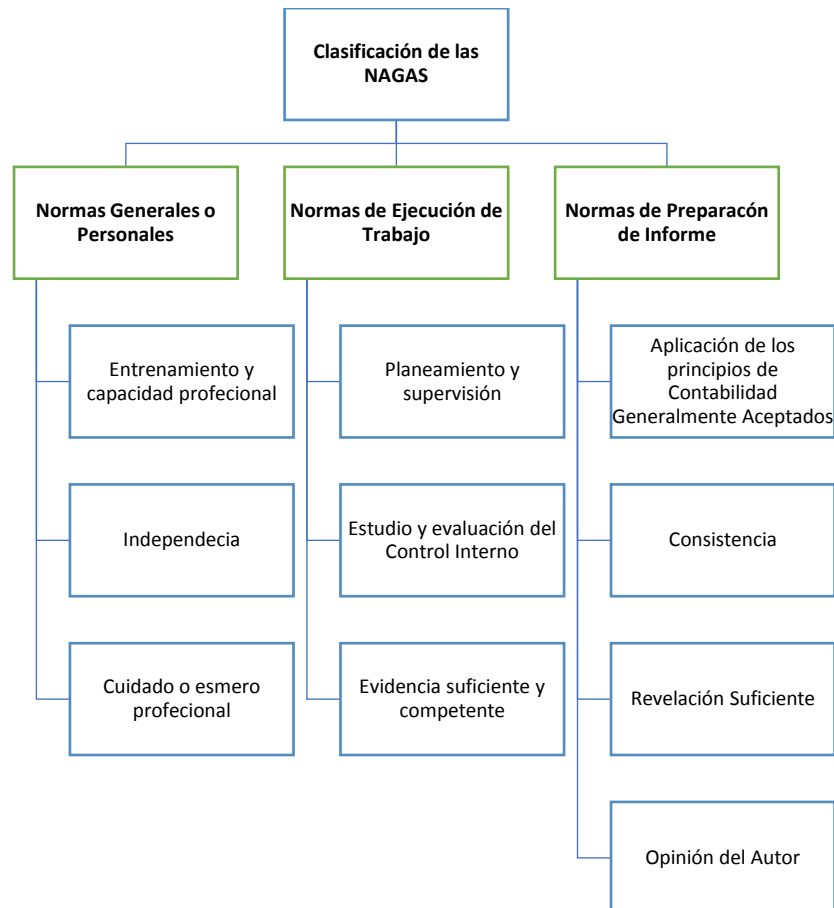 Clasificación de las
NAGAS
Normas Generales o
Personales
Normas de Ejecución de
Trabajo
Normas de Preparacón
de Informe
Entrenamiento y
capacidad profecional
Planeamiento y
supervisión
Aplicación de los
principios de
Contabilidad
Generalmente Aceptados
Independecia
Estudio y evaluación del
Control Interno
Consistencia
Cuidado o esmero
profecional
Evidencia suficiente y
competente
Revelación Suficiente
Opinión del Autor